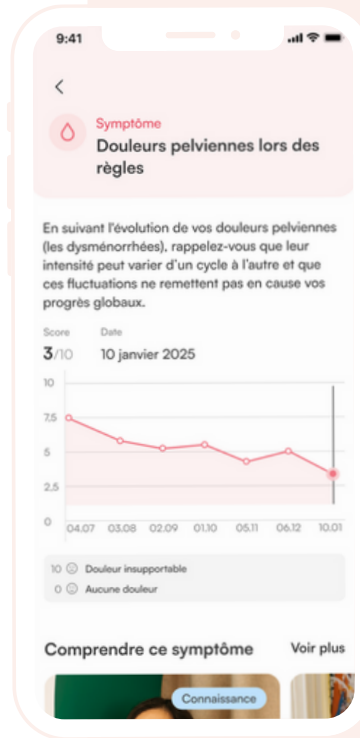 9:41
Symptôme
Douleurs pelviennes lors des
règles
En suivant l'évolution de vos douleurs pelviennes
(les dysménorrhées), rappelez-vous que leur
intensité peut varier d'un cycle à l'autre et que
ces fluctuations ne remettent pas en cause vos
progrès globaux.
Score Date
3/10 10 janvier 2025
10
7.5
5
2.5
0
04.07 03.08 02.09 01.10 05.11 06.12 10.01
10 Douleur insupportable
0 Aucune douleur
Comprendre ce symptôme Voir plus
Connaissance